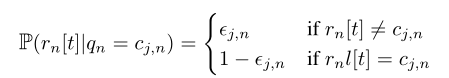 ℙ(r_n[t]|q_n = c_{j,n}) = { ϵ_{j,n} if r_n[t] ≠ c_{j,n}
1 − ϵ_{j,n} if r_n l[t] = c_{j,n}